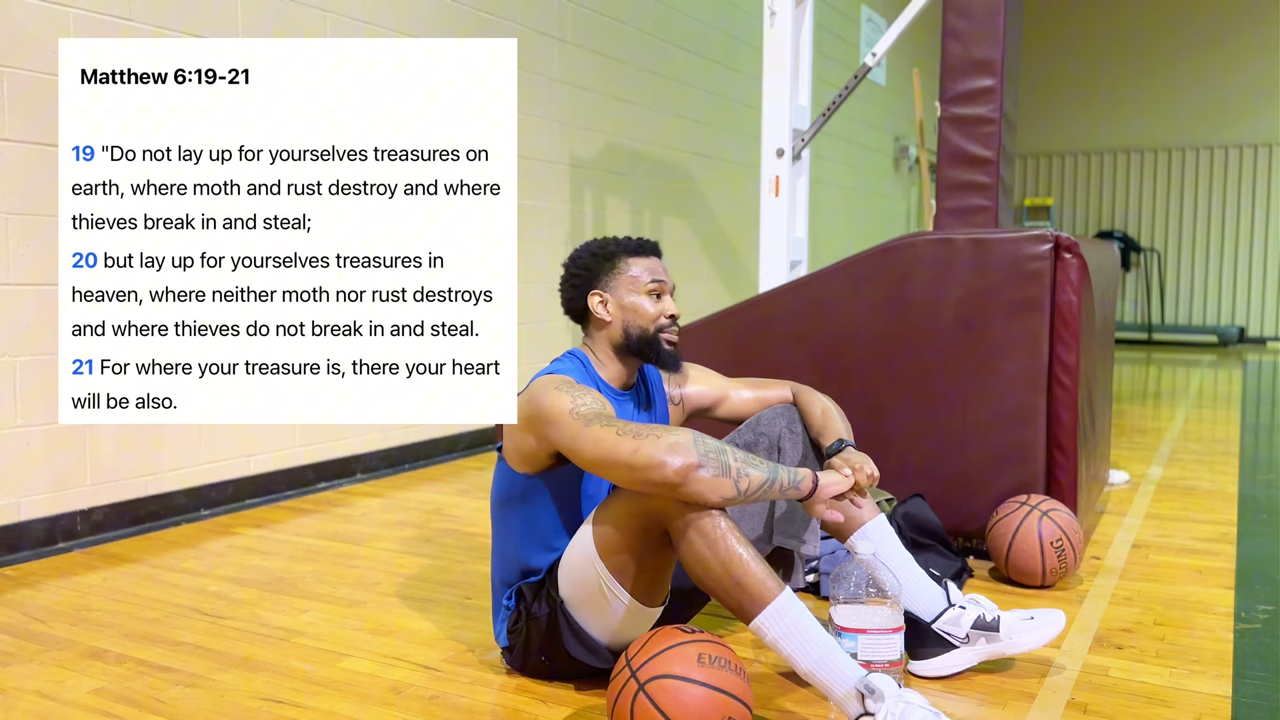 Matthew 6:19-21
19 "Do not lay up for yourselves treasures on
earth, where moth and rust destroy and where
thieves break in and steal;
20 but lay up for yourselves treasures in
heaven, where neither moth nor rust destroys
and where thieves do not break in and steal.
21 For where your treasure is, there your heart
will be also.